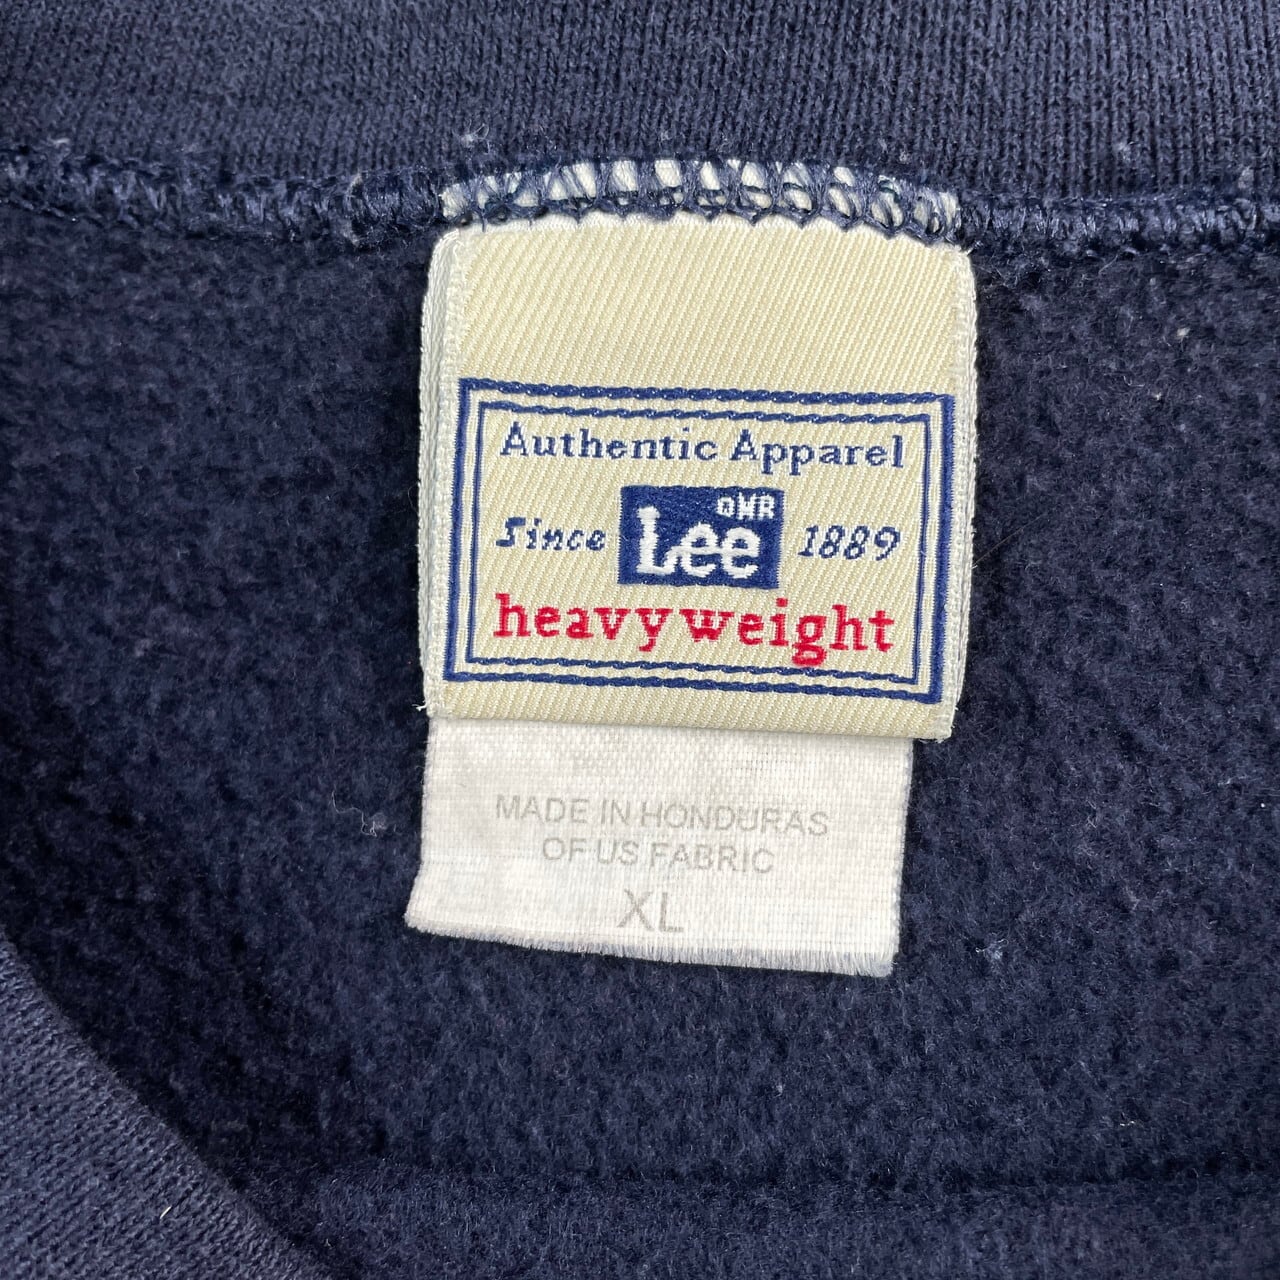 Authentic Apparel
Since Lee OWR 1889
heavyweight
MADE IN HONDURAS
OF US FABRIC
XL